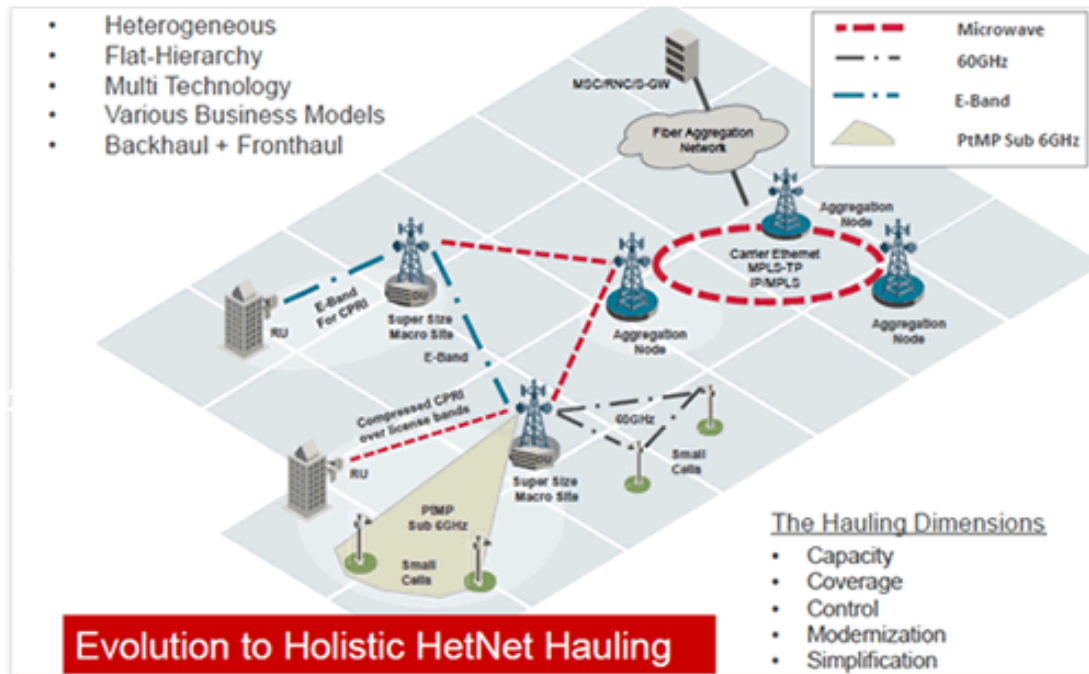 • Heterogeneous
• Flat-Hierarchy
• Multi Technology
• Various Business Models
• Backhaul + Fronthaul
Microwave
60GHz
E-Band
PtMP Sub 6GHz
MSC/RNC/S-GW
Fiber Aggregation
Network
Aggregation
Node
Carrier Ethernet
MPLS-TP
IP/MPLS
Aggregation
Node
Aggregation
Node
DU
Super Size
Macro Site
E-Band
For CPRI
RU
E-Band
Compressed CPRI
over license bands
RU
DU
Super Size
Macro Site
60GHz
Small
Cells
PtMP
Sub 6GHz
Small
Cells
The Hauling Dimensions
• Capacity
• Coverage
• Control
• Modernization
• Simplification
Evolution to Holistic HetNet Hauling